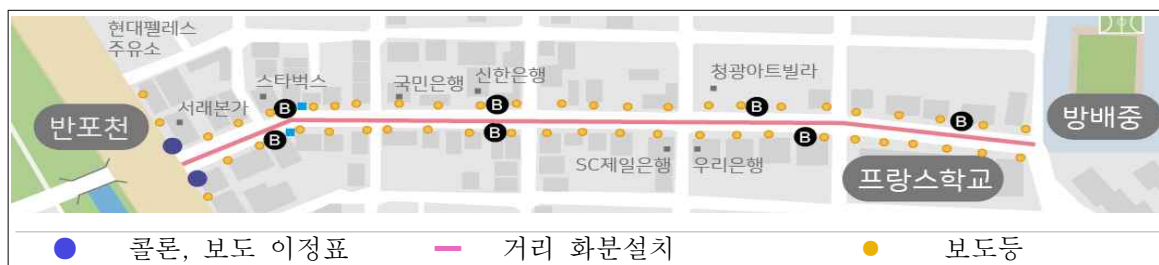 현대펠레스
주유소
스타벅스
국민은행
신한은행
청광아트빌라
서래본가
반포천
방배중
B
B
B
B
B
B
B
SC제일은행
우리은행
프랑스학교
콜론, 보도 이정표
거리 화분설치
보도등